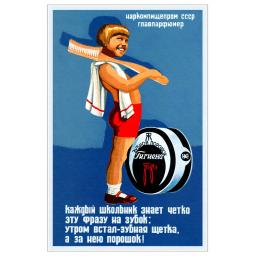 наркомпищепром ссср
главпарфюмер
Гигиена
каждый школьник знает четко
эту фразу на зубок:
утром встал-зубная щетка,
а за нею порошок!